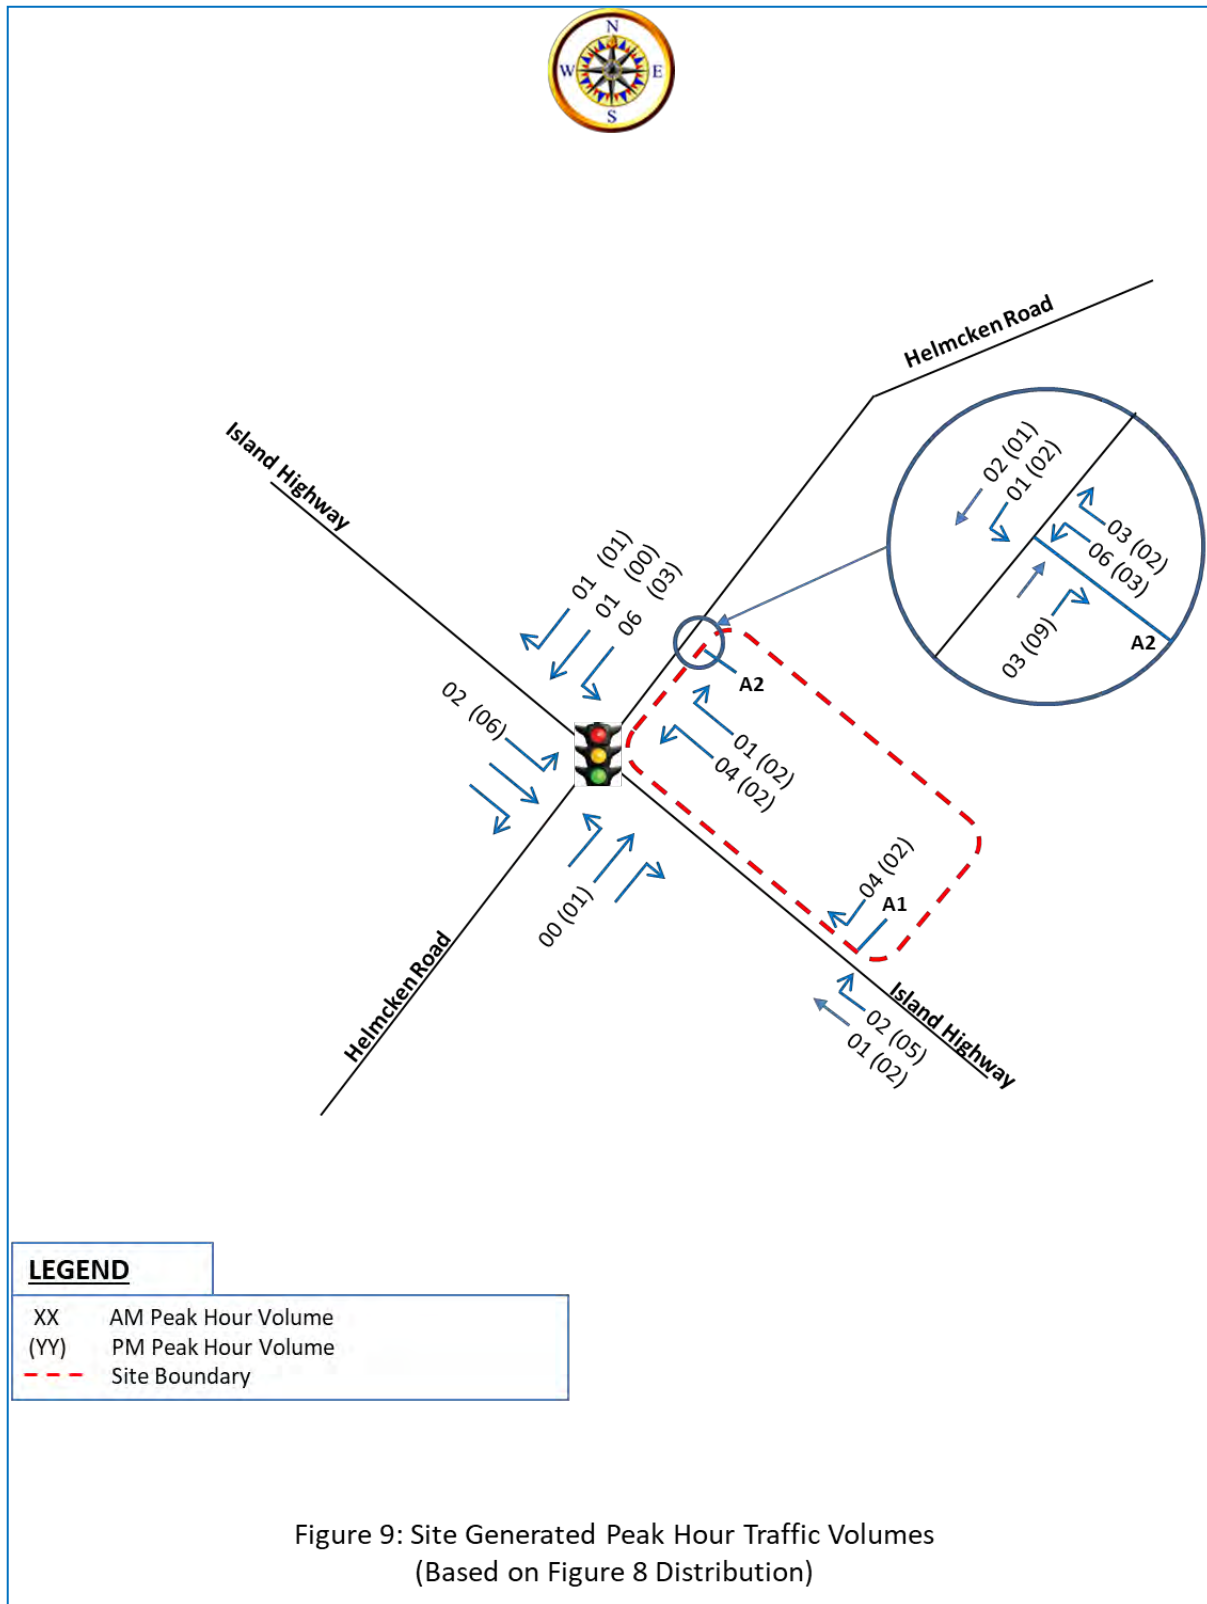 N
W E
S
Helmcken Road
Island Highway
02 (01)
01 (02)
03 (02)
06 (03)
03 (09)
A2
01 (01)
01 (00)
06 (03)
A2
02 (06)
01 (02)
04 (02)
00 (01)
04 (02)
A1
Helmcken Road
Island Highway
02 (05)
01 (02)
LEGEND
XX AM Peak Hour Volume
(YY) PM Peak Hour Volume
Site Boundary
Figure 9: Site Generated Peak Hour Traffic Volumes
(Based on Figure 8 Distribution)